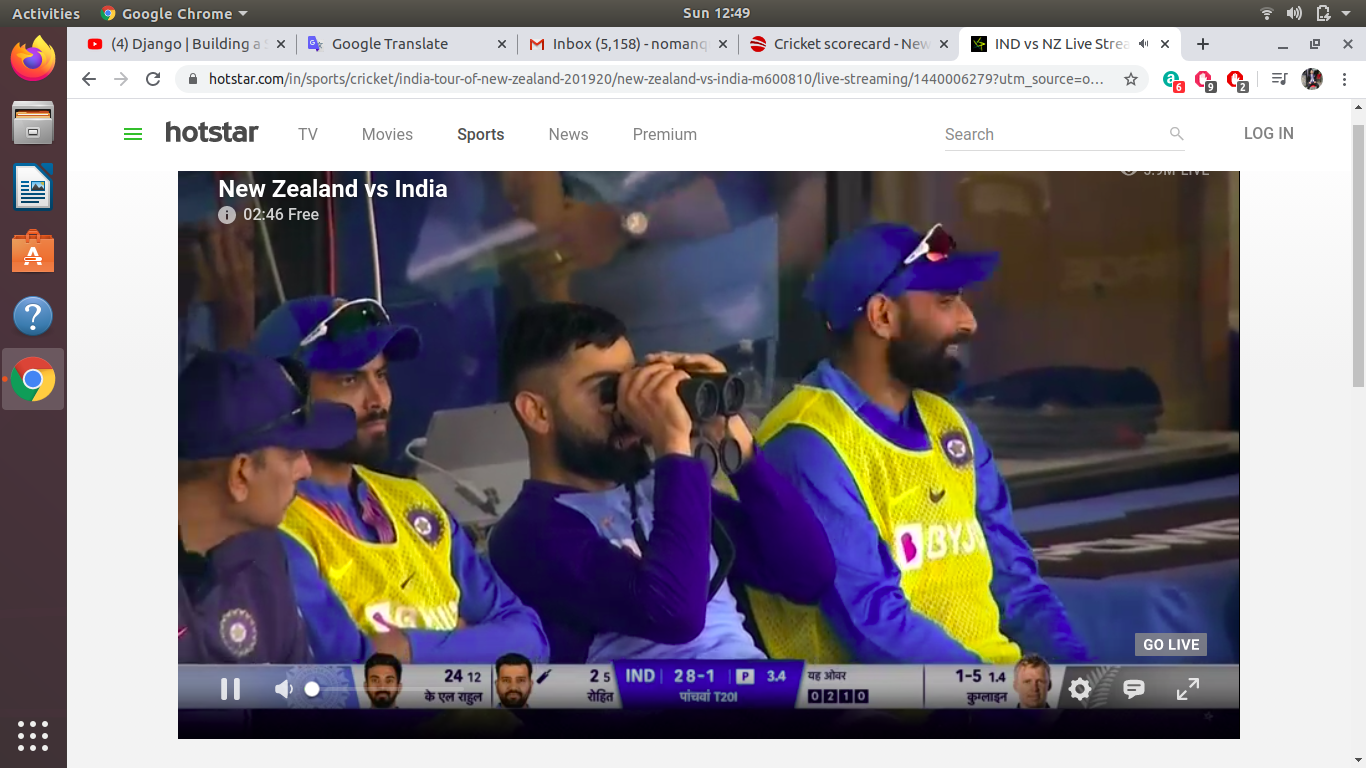 Activities
Google Chrome
Sun 12:49
(4) Django | Building a
Google Translate
Inbox (5,158) - nomanq
Cricket scorecard - New
IND vs NZ Live Strea
hotstar.com/in/sports/cricket/india-tour-of-new-zealand-201920/new-zealand-vs-india-m600810/live-streaming/1440006279?utm_source=o...
6
9
2
hotstar
TV
Movies
Sports
News
Premium
Search
LOG IN
New Zealand vs India
02:46 Free
BYJU
GO LIVE
24 12
के एल राहुल
2 5
रोहित
IND
28-1
P
3.4
पांचवां T20I
यह ओवर
0 2 1 0
1-5 1.4
कुग्लाइन